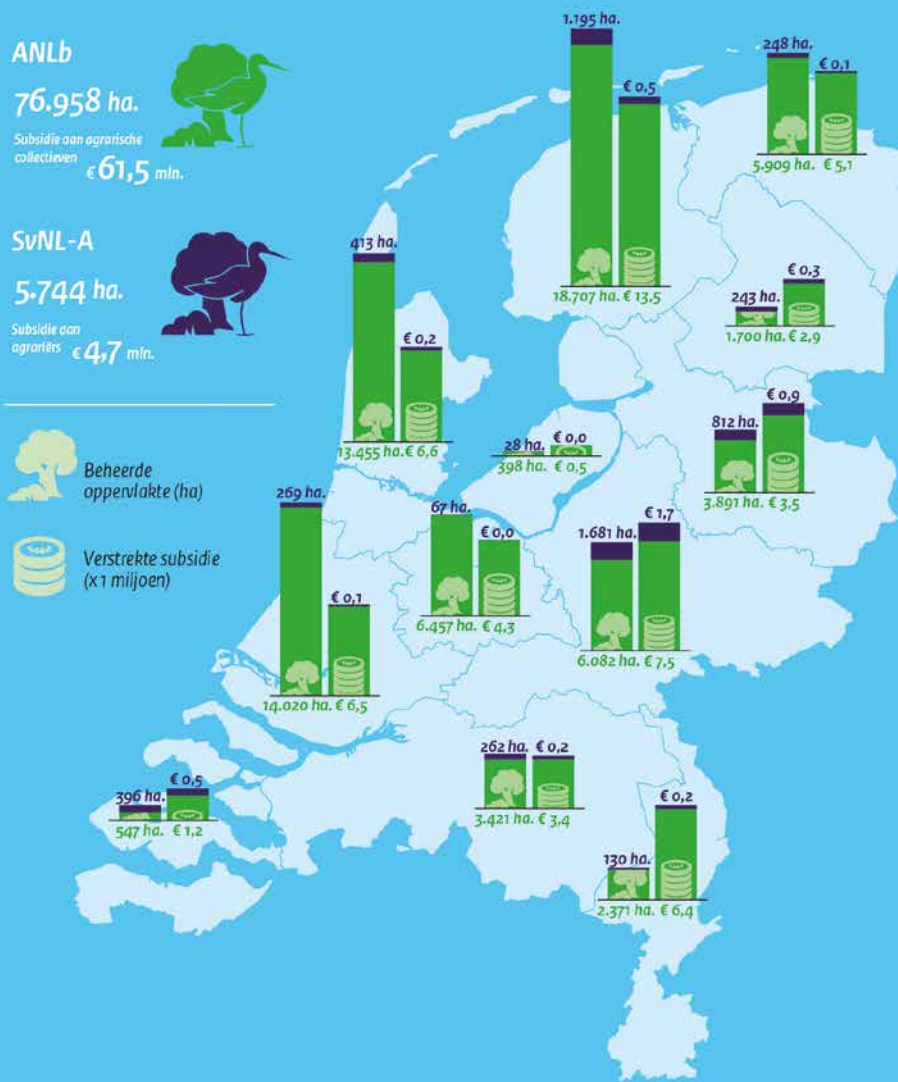 ANLb
76.958 ha.
Subsidie aan agrarische
collectieven
€ 61,5 mln.
SvNL-A
5.744 ha.
Subsidie aan
agrariërs € 4,7 mln.
Beheerde
oppervlakte (ha)
Verstrekte subsidie
(x 1 miljoen)
1.195 ha.
€ 0,5
18.707 ha. € 13,5
248 ha.
€ 0,1
5.909 ha. € 5,1
413 ha.
€ 0,2
13.455 ha. € 6,6
€ 0,3
243 ha.
1.700 ha. € 2,9
28 ha. € 0,0
398 ha. € 0,5
€ 0,9
812 ha.
3.891 ha. € 3,5
269 ha.
€ 0,1
14.020 ha. € 6,5
67 ha.
€ 0,0
6.457 ha. € 4,3
€ 1,7
1.681 ha.
6.082 ha. € 7,5
€ 0,5
396 ha.
547 ha. € 1,2
262 ha. € 0,2
3.421 ha. € 3,4
€ 0,2
130 ha.
2.371 ha. € 6,4